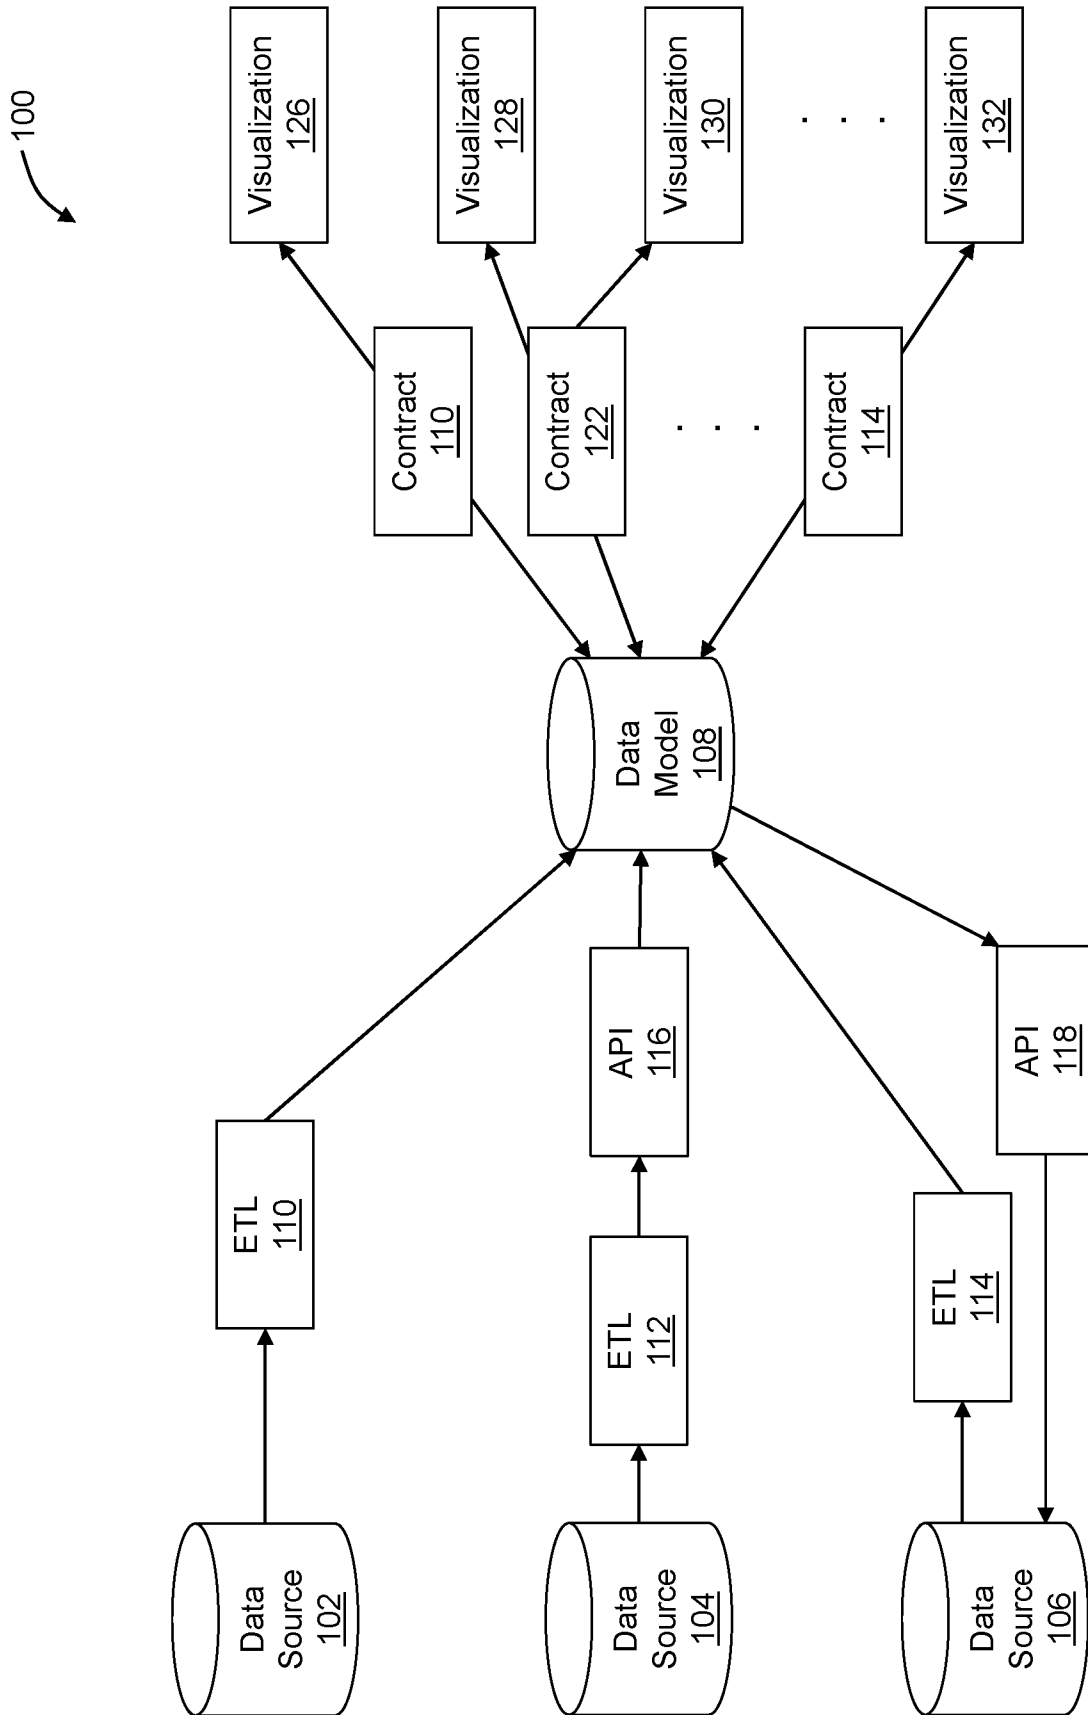 100
Data
Source
102
ETL
110
Contract
110
Visualization
126
Visualization
128
Data
Source
104
ETL
112
API
116
Data
Model
108
Contract
122
Visualization
130
. . .
. . .
Data
Source
106
ETL
114
API
118
Contract
114
Visualization
132